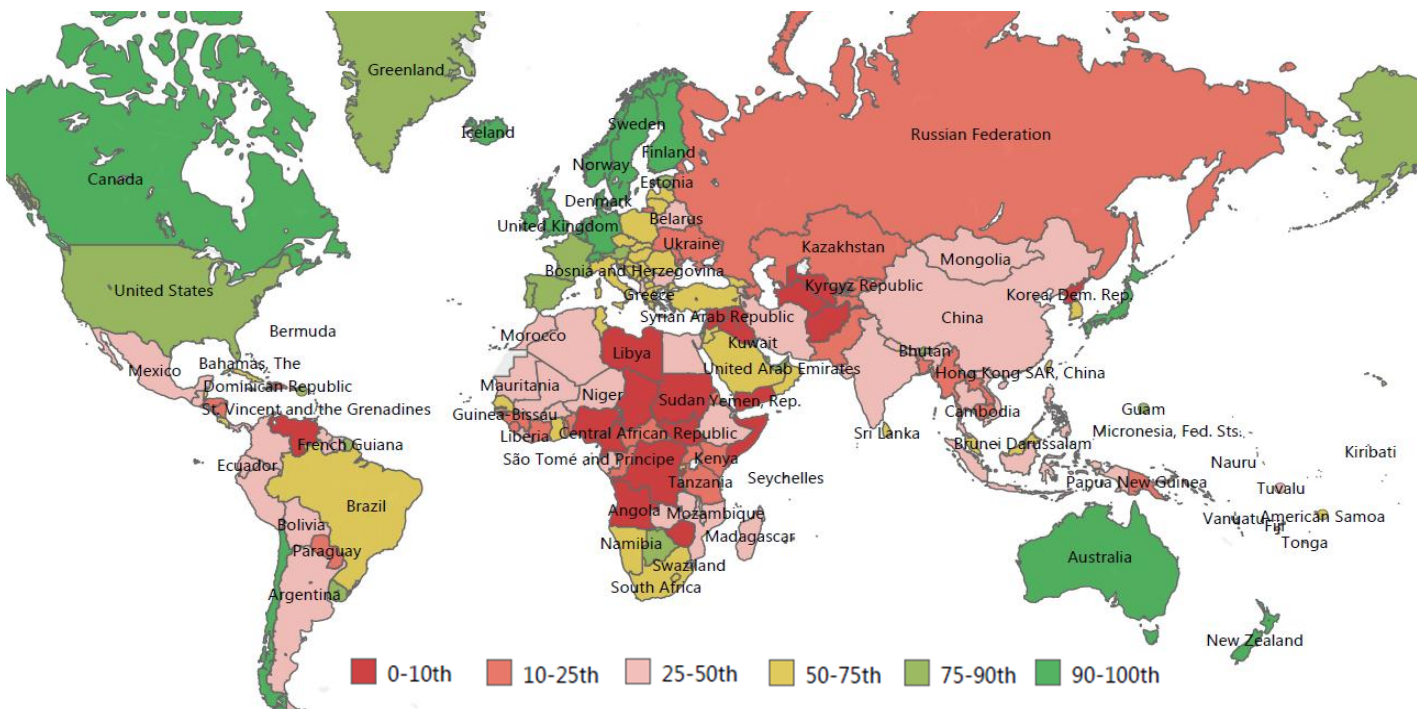 Greenland
Iceland
Sweden
Finland
Norway
Russian Federation
Canada
Estonia
Denmark
Belarus
United Kingdom
Ukraine
Kazakhstan
Mongolia
Bosnia and Herzegovina
United States
Kyrgyz Republic
Greece
Korea, Dem. Rep.
Syrian Arab Republic
China
Bermuda
Morocco
Kuwait
Bhutan
Libya
Bahamas, The
United Arab Emirates
Hong Kong SAR, China
Mexico
Mauritania
Dominican Republic
Niger
Sudan
Yemen, Rep.
St. Vincent and the Grenadines
Guinea-Bissau
Cambodia
Guam
Liberia
Central African Republic
Sri Lanka
Micronesia, Fed. Sts.
French Guiana
Brunei Darussalam
Kiribati
São Tomé and Principe
Kenya
Nauru
Ecuador
Seychelles
Tanzania
Papua New Guinea
Tuvalu
Brazil
Angola
Mozambique
Vanuatu
American Samoa
Bolivia
Fiji
Madagascar
Namibia
Tonga
Paraguay
Swaziland
Australia
South Africa
Argentina
New Zealand
0-10th
10-25th
25-50th
50-75th
75-90th
90-100th